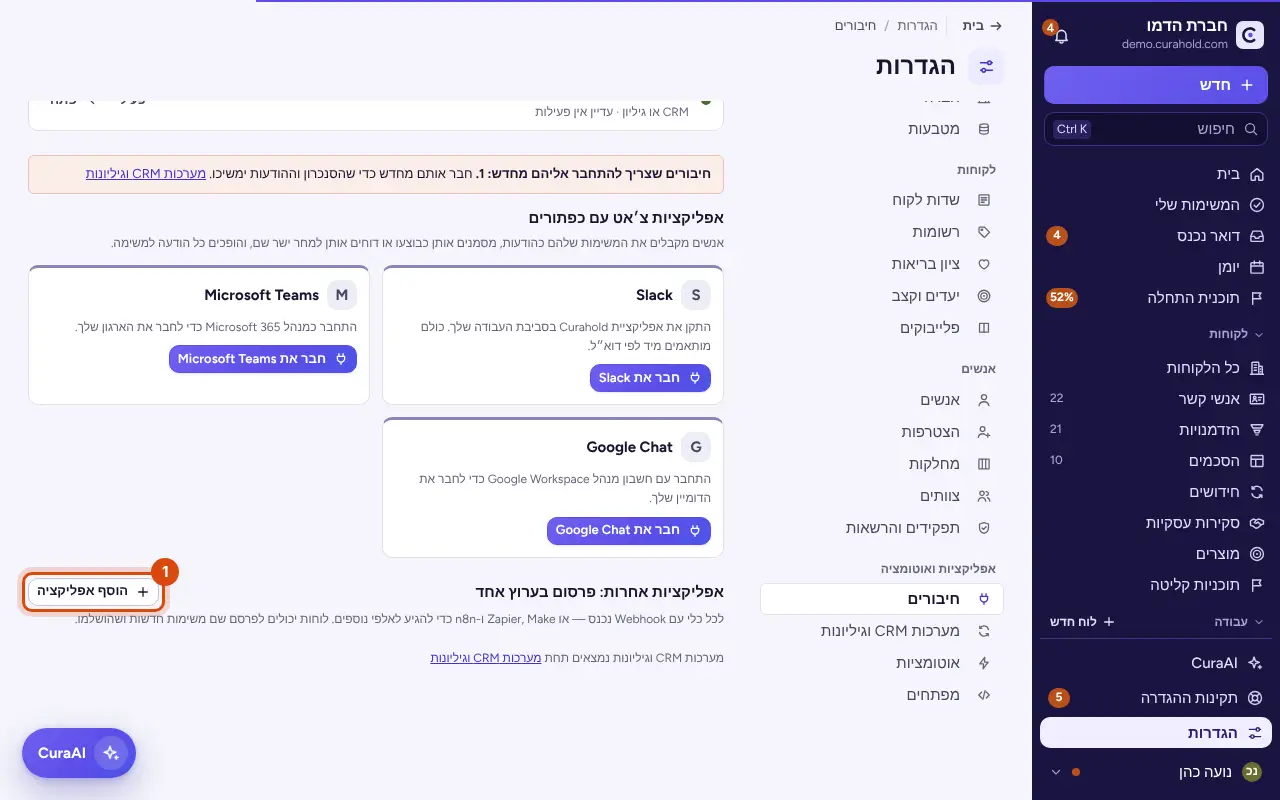 חברת הדמו
demo.curahold.com
4
חדש
חיפוש
Ctrl K
בית
המשימות שלי
דואר נכנס
4
יומן
תוכנית התחלה
52%
לקוחות
כל הלקוחות
אנשי קשר
22
הזדמנויות
21
הסכמים
10
חידושים
סקירות עסקיות
מוצרים
תוכניות קליטה
עבודה
לוח חדש
CuraAI
תקינות ההגדרה
5
הגדרות
נכ
נועה כהן
בית
הגדרות / חיבורים
הגדרות
מטבעות
לקוחות
שדות לקוח
רשומות
ציון בריאות
יעדים וקצב
פלייבוקים
אנשים
אנשים
הצטרפות
מחלקות
צוותים
תפקידים והרשאות
אפליקציות ואוטומציה
חיבורים
מערכות CRM וגיליונות
אוטומציות
מפתחים
CRM או גיליון · עדיין אין פעילות
חיבורים שצריך להתחבר אליהם מחדש: 1. חבר אותם מחדש כדי שהסנכרון וההודעות ימשיכו. מערכות CRM וגיליונות
אפליקציות צ׳אט עם כפתורים
אנשים מקבלים את המשימות שלהם כהודעות, מסמנים אותן כבוצעו או דוחים אותן למחר ישר שם, והופכים כל הודעה למשימה.
S
Slack
התקן את אפליקציית Curahold בסביבת העבודה שלך. כולם
מותאמים מיד לפי דוא״ל.
חבר את Slack
M
Microsoft Teams
התחבר כמנהל Microsoft 365 כדי לחבר את הארגון שלך.
חבר את Microsoft Teams
G
Google Chat
התחבר עם חשבון מנהל Google Workspace כדי לחבר את
הדומיין שלך.
חבר את Google Chat
אפליקציות אחרות: פרסום בערוץ אחד
הוסף אפליקציה
1
לכל כלי עם Webhook נכנס — או Zapier, Make ו-n8n כדי להגיע לאלפי נוספים. לוחות יכולים לפרסם שם משימות חדשות ושהושלמו.
מערכות CRM וגיליונות נמצאים תחת מערכות CRM וגיליונות
CuraAI